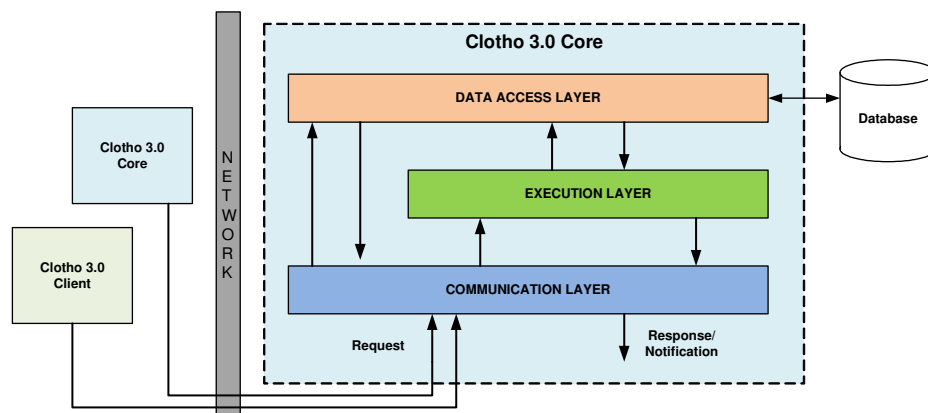 Clotho 3.0 Core
DATA ACCESS LAYER
Database
Clotho 3.0
Core
NETWORK
EXECUTION LAYER
Clotho 3.0
Client
COMMUNICATION LAYER
Request
Response/
Notification